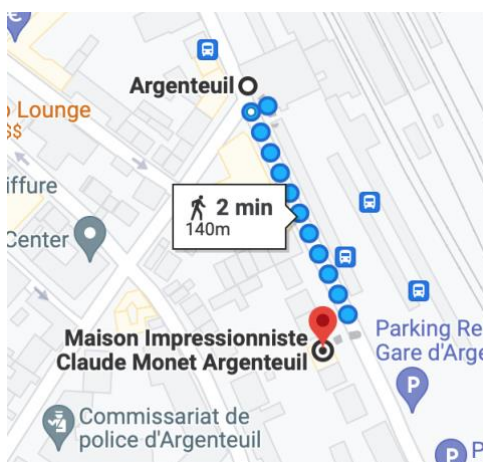 Argenteuil
Lounge
$$
iffure
Center
2 min
140m
Maison Impressionniste
Claude Monet Argenteuil
Parking Re
Gare d'Arge
P
Commissariat de
police d'Argenteuil
P